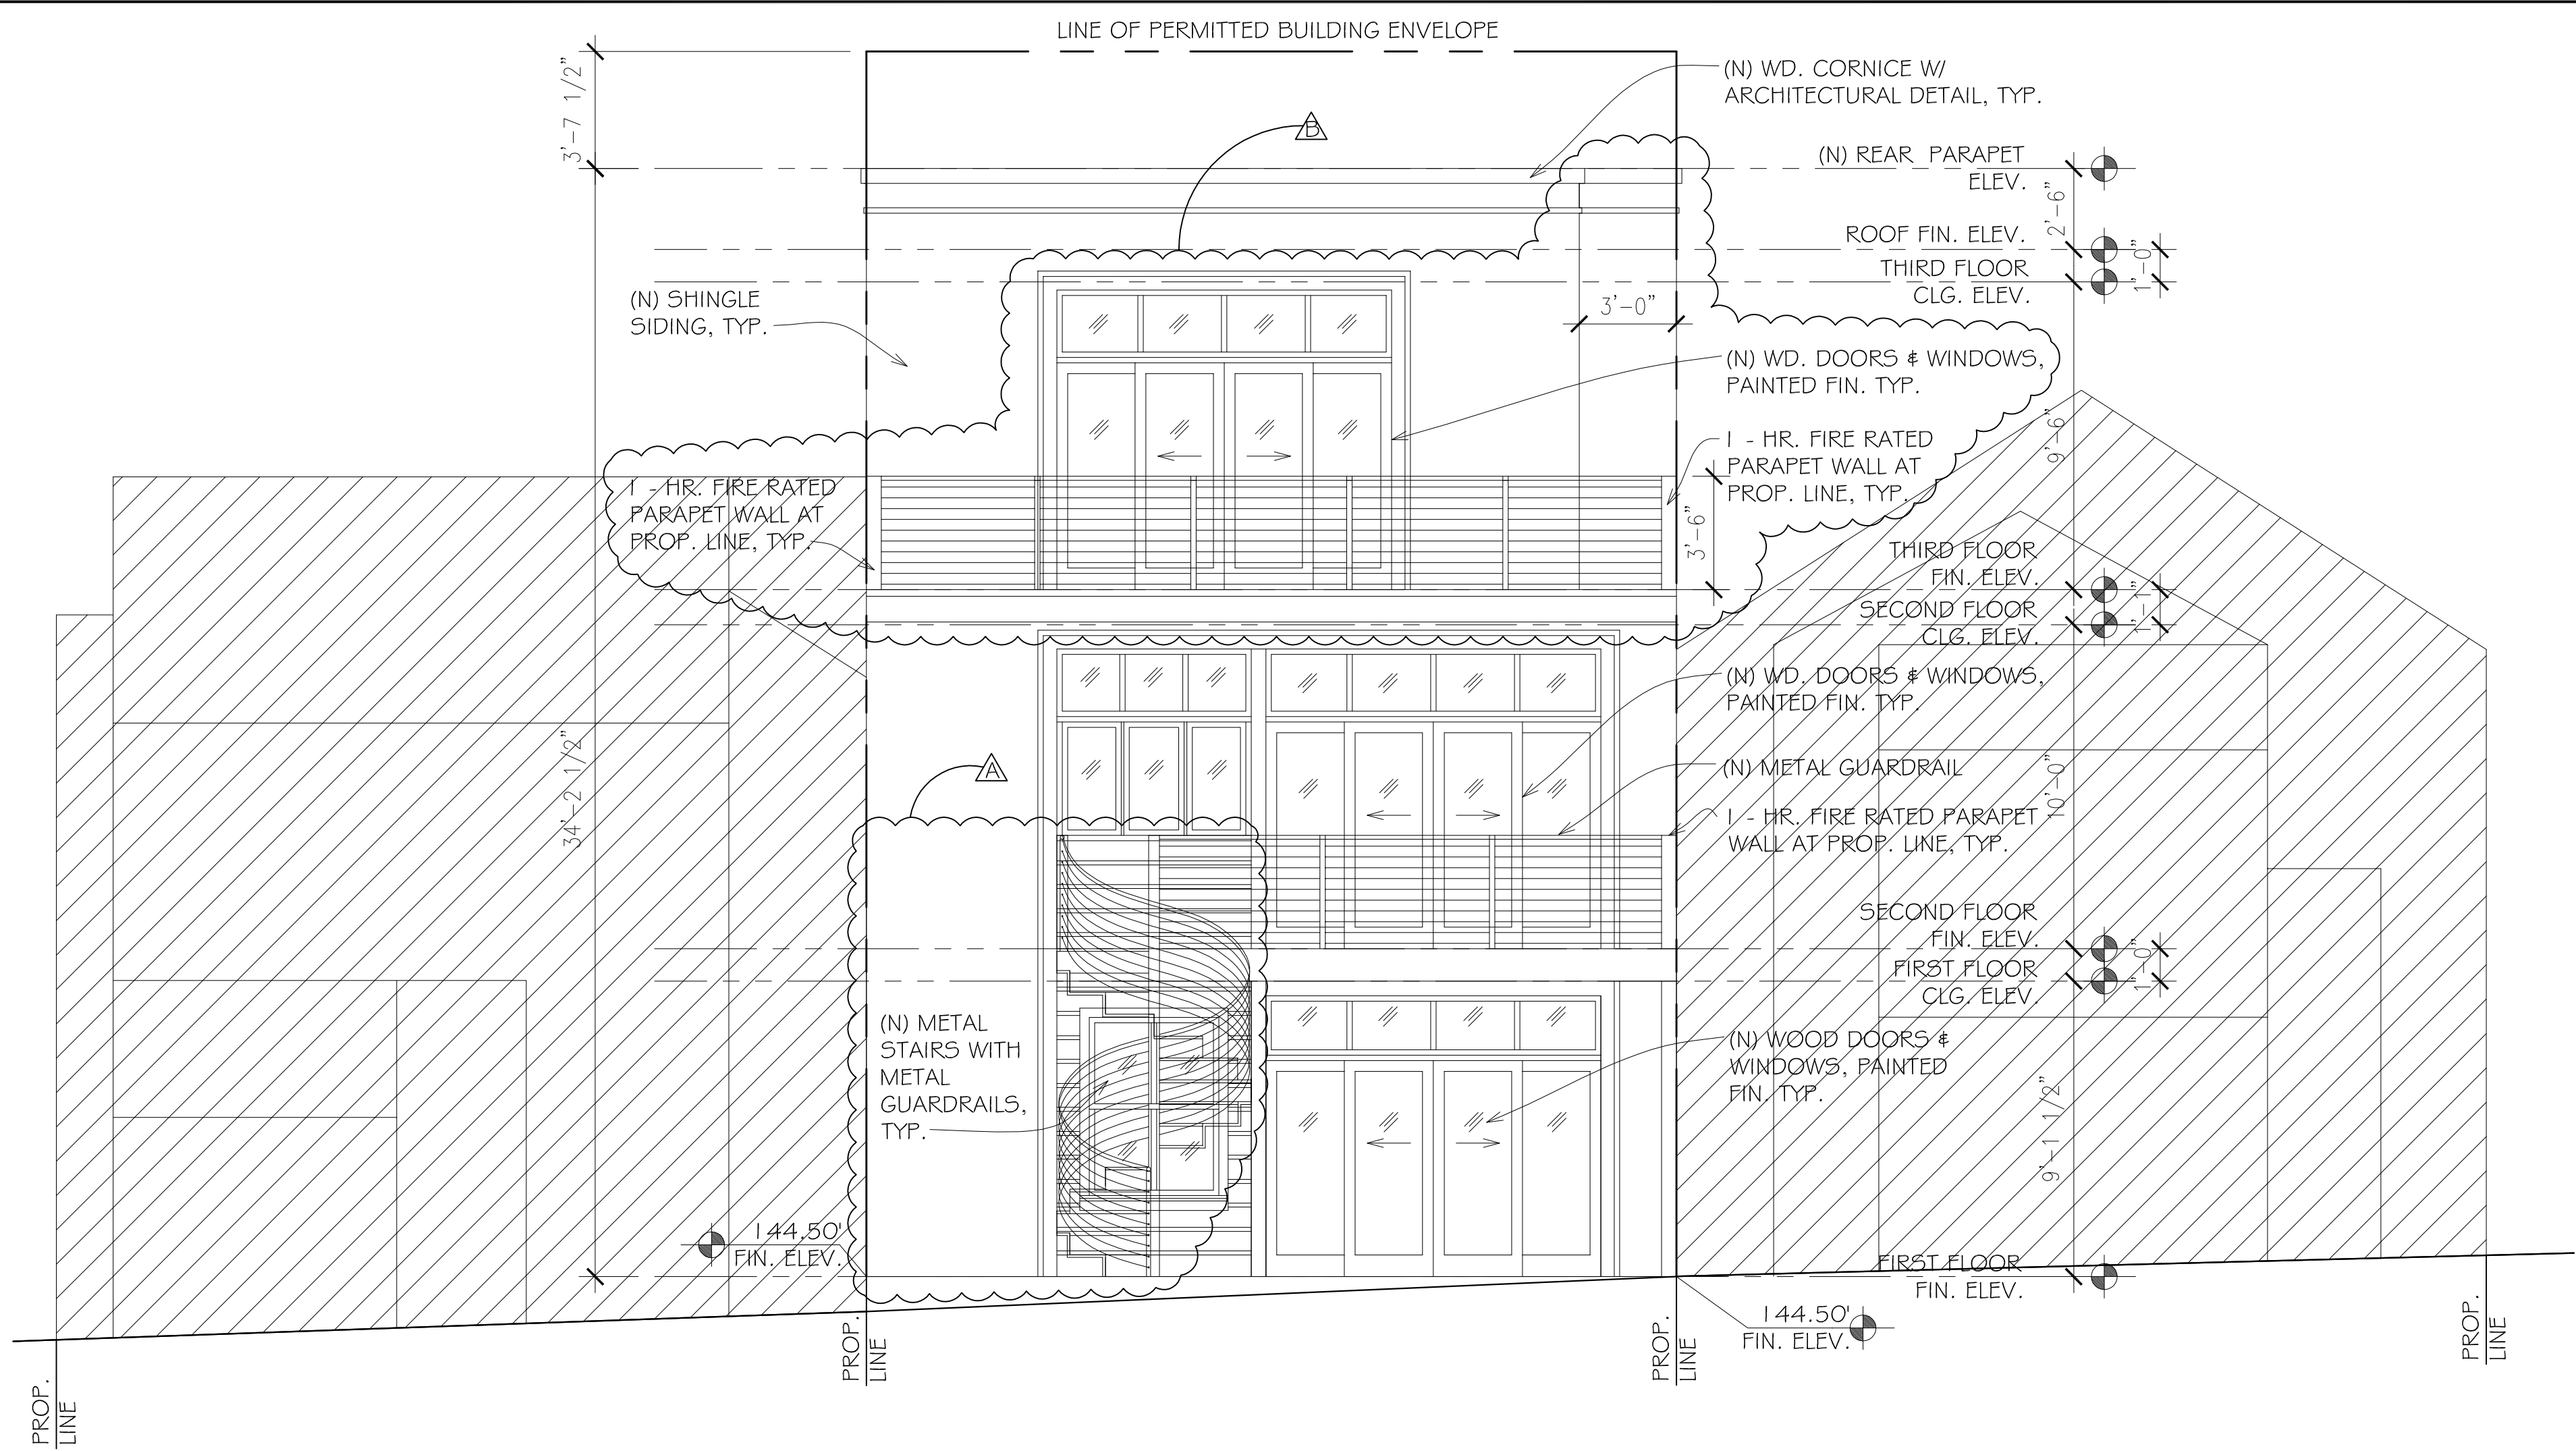 LINE OF PERMITTED BUILDING ENVELOPE
3'-7 1/2"
(N) WD. CORNICE W/
ARCHITECTURAL DETAIL, TYP.
B
(N) REAR PARAPET
ELEV.
2'-6"
ROOF FIN. ELEV.
1'-0"
THIRD FLOOR
CLG. ELEV.
(N) SHINGLE
SIDING, TYP.
3'-0"
(N) WD. DOORS & WINDOWS,
PAINTED FIN. TYP.
9'-6"
1 - HR. FIRE RATED
PARAPET WALL AT
PROP. LINE, TYP.
1 - HR. FIRE RATED
PARAPET WALL AT
PROP. LINE, TYP.
3'-6"
THIRD FLOOR
FIN. ELEV.
1'-1"
SECOND FLOOR
CLG. ELEV.
(N) WD. DOORS & WINDOWS,
PAINTED FIN. TYP.
34'-2 1/2"
A
(N) METAL GUARDRAIL
10'-0"
1 - HR. FIRE RATED PARAPET
WALL AT PROP. LINE, TYP.
SECOND FLOOR
FIN. ELEV.
1'-0"
FIRST FLOOR
CLG. ELEV.
(N) METAL
STAIRS WITH
METAL
GUARDRAILS,
TYP.
(N) WOOD DOORS &
WINDOWS, PAINTED
FIN. TYP.
9'-1 1/2"
144.50'
FIN. ELEV.
FIRST FLOOR
FIN. ELEV.
144.50'
FIN. ELEV.
PROP.
LINE
PROP.
LINE
PROP.
LINE
PROP.
LINE